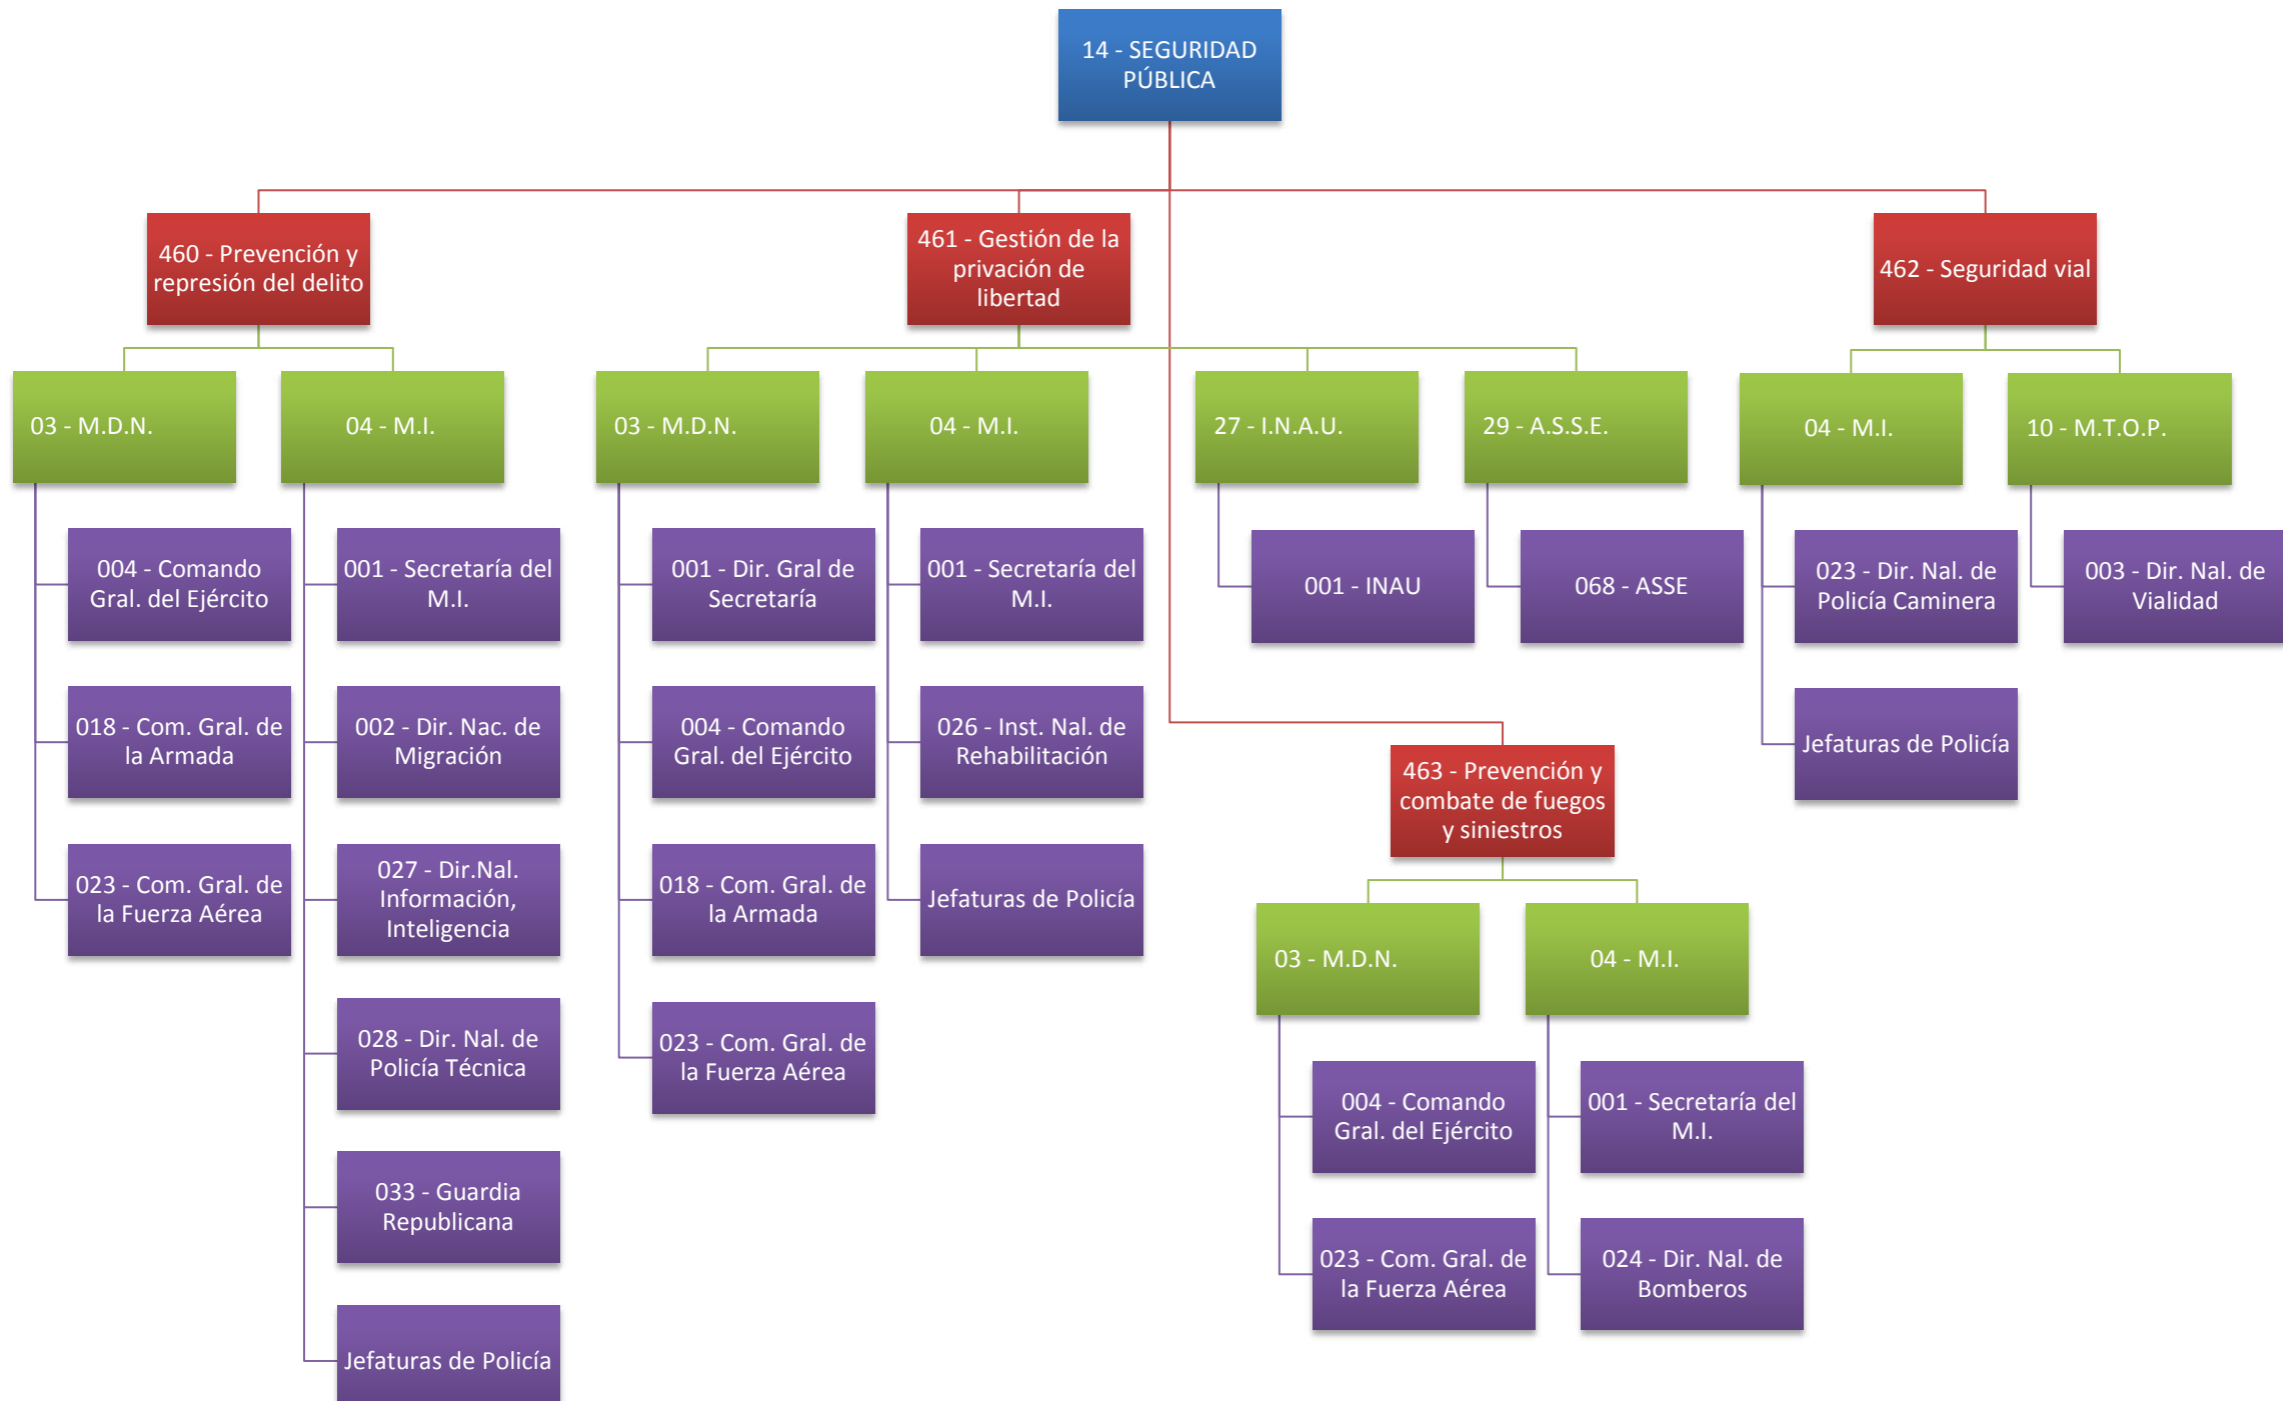 14 - SEGURIDAD
PÚBLICA
460 - Prevención y
represión del delito
461 - Gestión de la
privación de
libertad
462 - Seguridad vial
03 - M.D.N.
04 - M.I.
03 - M.D.N.
04 - M.I.
27 - I.N.A.U.
29 - A.S.S.E.
04 - M.I.
10 - M.T.O.P.
004 - Comando
Gral. del Ejército
001 - Secretaría del
M.I.
001 - Dir. Gral de
Secretaría
001 - Secretaría del
M.I.
001 - INAU
068 - ASSE
023 - Dir. Nal. de
Policía Caminera
003 - Dir. Nal. de
Vialidad
018 - Com. Gral. de
la Armada
002 - Dir. Nac. de
Migración
004 - Comando
Gral. del Ejército
026 - Inst. Nal. de
Rehabilitación
Jefaturas de Policía
463 - Prevención y
combate de fuegos
y siniestros
023 - Com. Gral. de
la Fuerza Aérea
027 - Dir.Nal.
Información,
Inteligencia
018 - Com. Gral. de
la Armada
Jefaturas de Policía
03 - M.D.N.
04 - M.I.
028 - Dir. Nal. de
Policía Técnica
023 - Com. Gral. de
la Fuerza Aérea
004 - Comando
Gral. del Ejército
001 - Secretaría del
M.I.
033 - Guardia
Republicana
023 - Com. Gral. de
la Fuerza Aérea
024 - Dir. Nal. de
Bomberos
Jefaturas de Policía